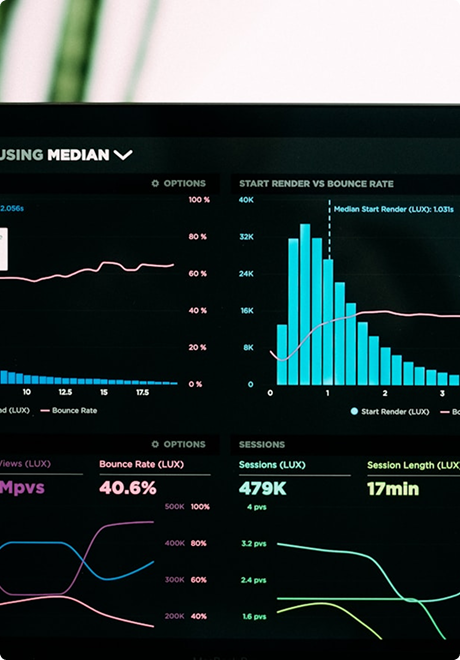 USING MEDIAN
OPTIONS
START RENDER VS BOUNCE RATE
2.056s
100 %
80 %
60 %
40 %
20 %
0 %
10 12.5 15 17.5
d (LUX) Bounce Rate
40K
32K
24K
16K
8K
0
Median Start Render (LUX): 1.031s
0 1 2 3
Start Render (LUX) Bo
OPTIONS
SESSIONS
Views (LUX)
Mpvs
Bounce Rate (LUX)
40.6%
Sessions (LUX)
479K
Session Length (LUX
17min
500K 100%
400K 80%
300K 60%
200K 40%
4 pvs
3.2 pvs
2.4 pvs
1.6 pvs